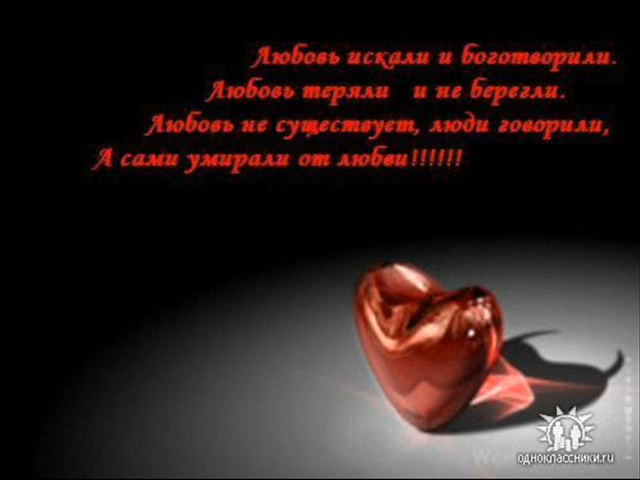 Любовь искали и боготворили.
Любовь теряли и не берегли.
Любовь не существует, люди говорили,
А сами умирали от любви!!!!!!
одноклассники.ru